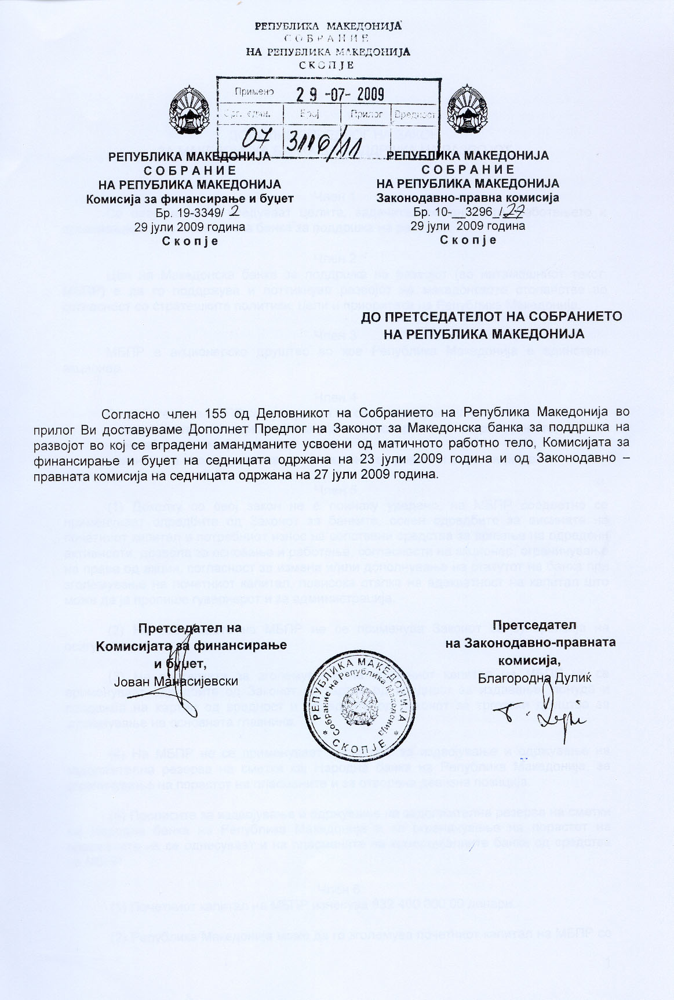 РЕПУБЛИКА МАКЕДОНИЈА
СОБРАНИЕ
НА РЕПУБЛИКА МАКЕДОНИЈА
СКОПЈЕ
Примено 29-07-2009
Орг. един. Број Прилог Вредност
07 3116/11
РЕПУБЛИКА МАКЕДОНИЈА
С О Б Р А Н И Е
НА РЕПУБЛИКА МАКЕДОНИЈА
Комисија за финансирање и буџет
Бр. 19-3349/ 2
29 јули 2009 година
С к о п ј е
РЕПУБЛИКА МАКЕДОНИЈА
С О Б Р А Н И Е
НА РЕПУБЛИКА МАКЕДОНИЈА
Законодавно-правна комисија
Бр. 10-__3296_/22
29 јули 2009 година
С к о п ј е
ДО ПРЕТСЕДАТЕЛОТ НА СОБРАНИЕТО
НА РЕПУБЛИКА МАКЕДОНИЈА
Согласно член 155 од Деловникот на Собранието на Република Македонија во
прилог Ви доставуваме Дополнет Предлог на Законот за Македонска банка за поддршка на
развојот во кој се вградени амандманите усвоени од матичното работно тело, Комисијата за
финансирање и буџет на седницата одржана на 23 јули 2009 година и од Законодавно –
правната комисија на седницата одржана на 27 јули 2009 година.
Претседател на
Комисијата за финансирање
и буџет,
Јован Манасијевски
Претседател
на Законодавно-правната
комисија,
Благородна Дулиќ
РЕПУБЛИКА МАКЕДОНИЈА
Собрание на Република Македонија
* СКОПЈЕ *